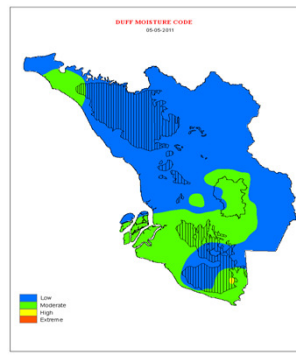 DUFF MOISTURE CODE
05-05-2011
Low
Moderate
High
Extreme